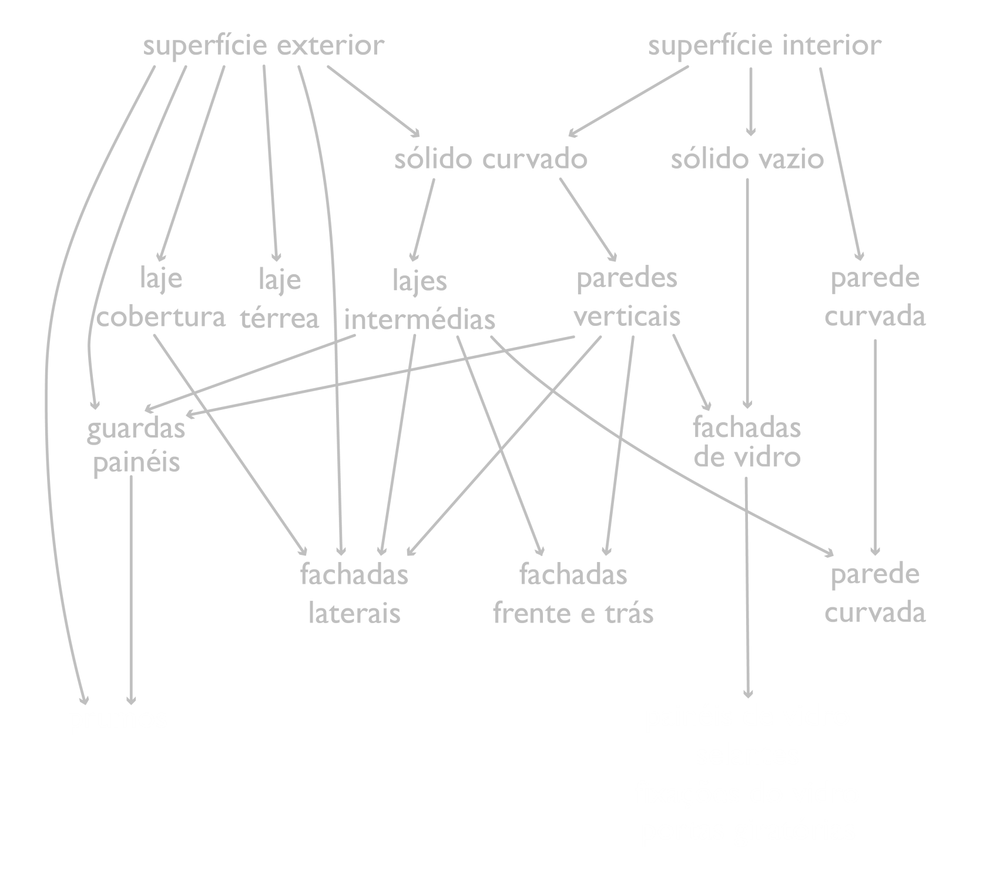 superfície exterior
superfície interior
sólido curvado
sólido vazio
laje
cobertura
laje
térrea
lajes
intermédias
paredes
verticais
parede
curvada
guardas
painéis
fachadas
de vidro
fachadas
laterais
fachadas
frente e trás
parede
curvada